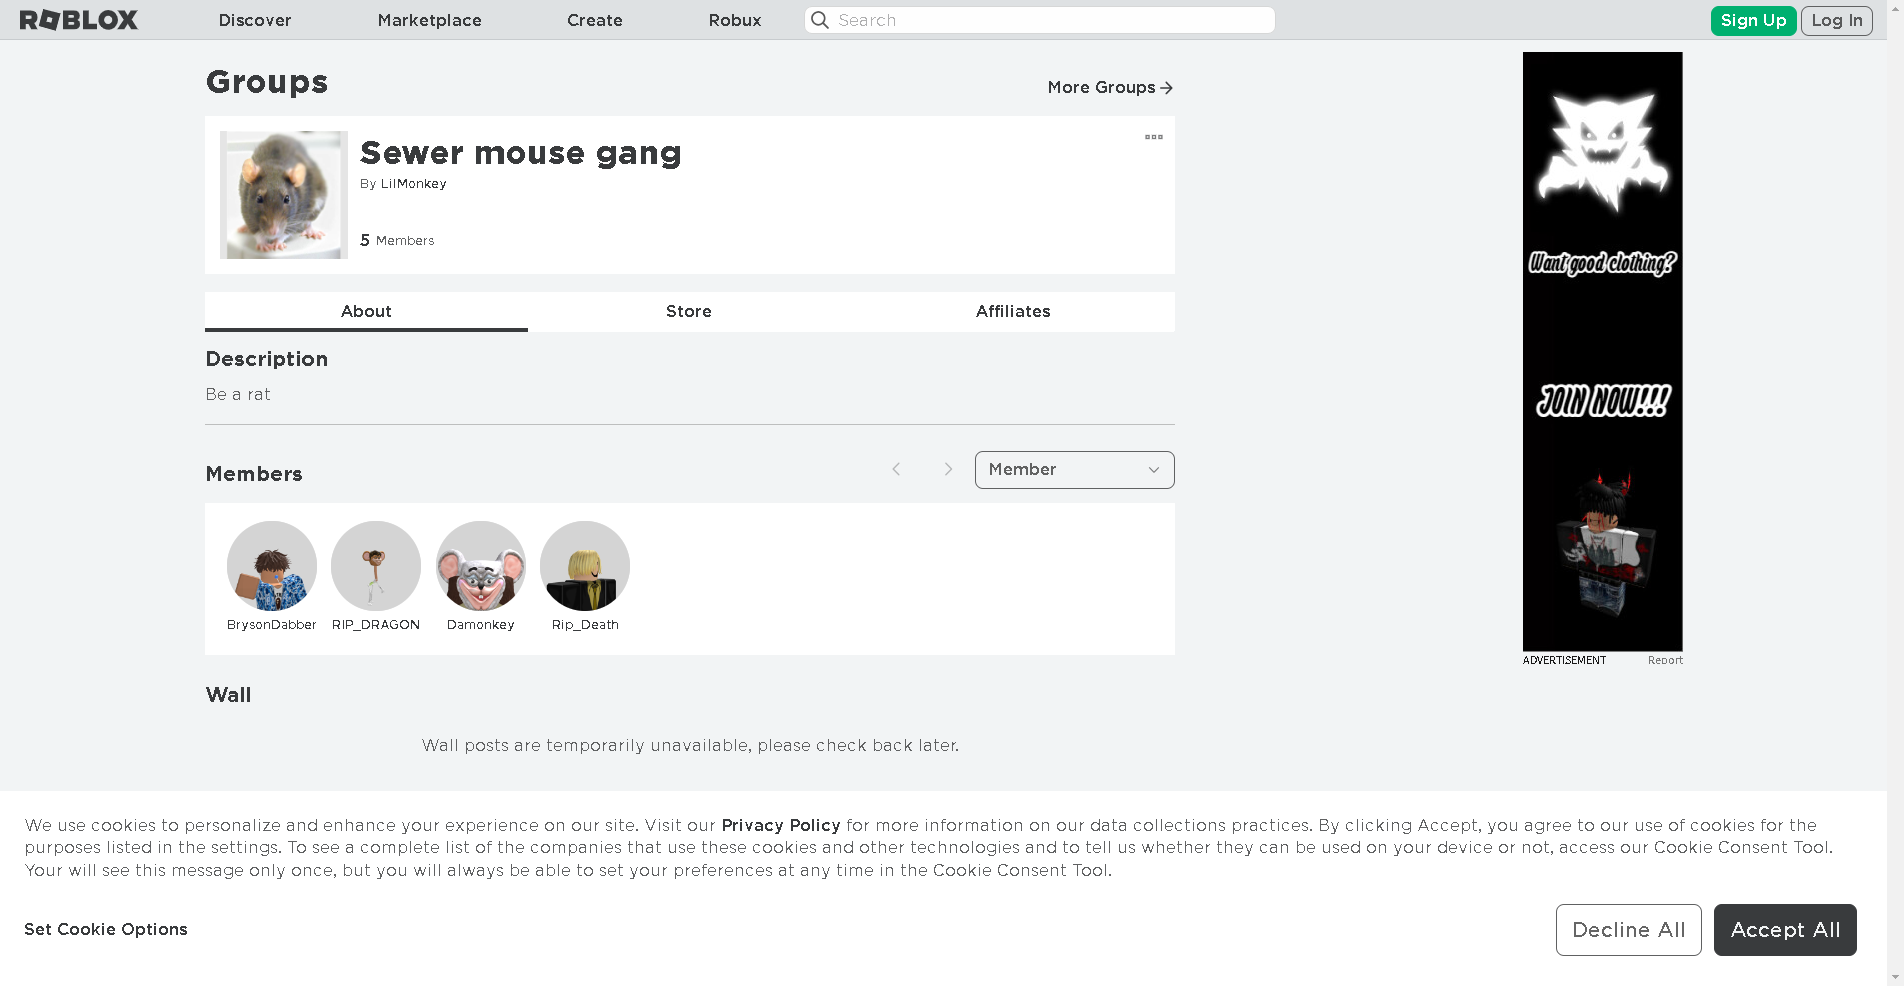 ROBLOX
Discover
Marketplace
Create
Robux
Search
Sign Up
Log In
Groups
More Groups
Sewer mouse gang
By LilMonkey
5 Members
About
Store
Affiliates
Description
Be a rat
Members
Member
BrysonDabber
RIP_DRAGON
Damonkey
Rip_Death
Wall
Wall posts are temporarily unavailable, please check back later.
Want good clothing?
JOIN NOW!!!
ADVERTISEMENT
Report
We use cookies to personalize and enhance your experience on our site. Visit our Privacy Policy for more information on our data collections practices. By clicking Accept, you agree to our use of cookies for the
purposes listed in the settings. To see a complete list of the companies that use these cookies and other technologies and to tell us whether they can be used on your device or not, access our Cookie Consent Tool.
Your will see this message only once, but you will always be able to set your preferences at any time in the Cookie Consent Tool.
Set Cookie Options
Decline All
Accept All